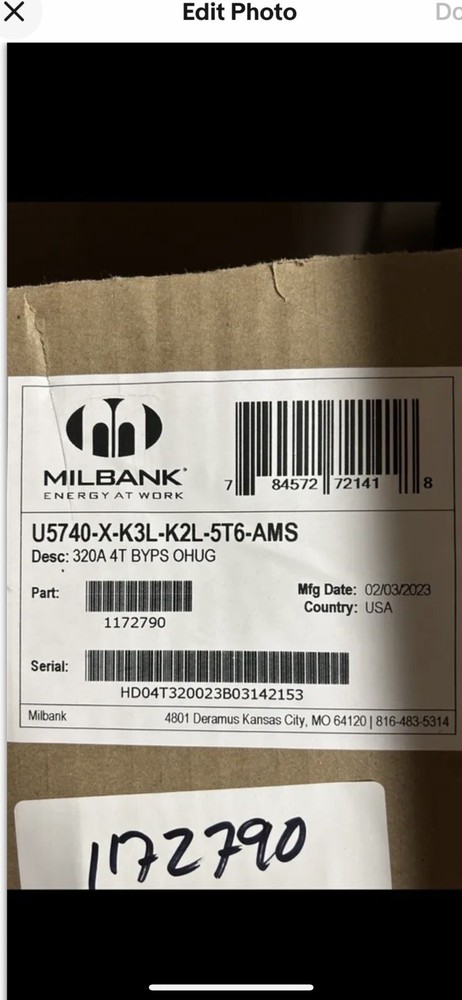 Edit Photo
MILBANK
ENERGY AT WORK
7 84572 72141 8
U5740-X-K3L-K2L-5T6-AMS
Desc: 320A 4T BYPS OHUG
Part:
1172790
Mfg Date: 02/03/2023
Country: USA
Serial:
HD04T320023B03142153
Milbank 4801 Deramus Kansas City, MO 64120 | 816-483-5314
1172790